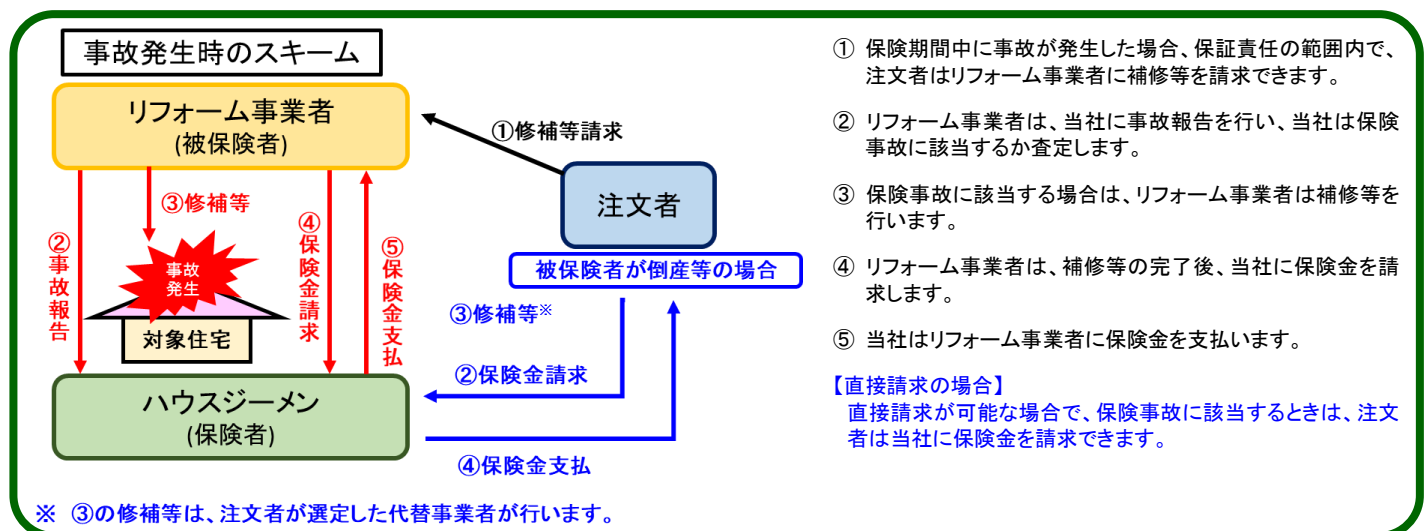 事故発生時のスキーム
リフォーム事業者
(被保険者)
①修補等請求
注文者
③修補等
②事故報告
④保険金請求
⑤保険金支払
事故
発生
対象住宅
被保険者が倒産等の場合
③修補等※
②保険金請求
ハウスジーメン
(保険者)
④保険金支払
※ ③の修補等は、注文者が選定した代替事業者が行います。
① 保険期間中に事故が発生した場合、保証責任の範囲内で、
注文者はリフォーム事業者に補修等を請求できます。
② リフォーム事業者は、当社に事故報告を行い、当社は保険
事故に該当するか査定します。
③ 保険事故に該当する場合は、リフォーム事業者は補修等を
行います。
④ リフォーム事業者は、補修等の完了後、当社に保険金を請
求します。
⑤ 当社はリフォーム事業者に保険金を支払います。
【直接請求の場合】
直接請求が可能な場合で、保険事故に該当するときは、注文
者は当社に保険金を請求できます。